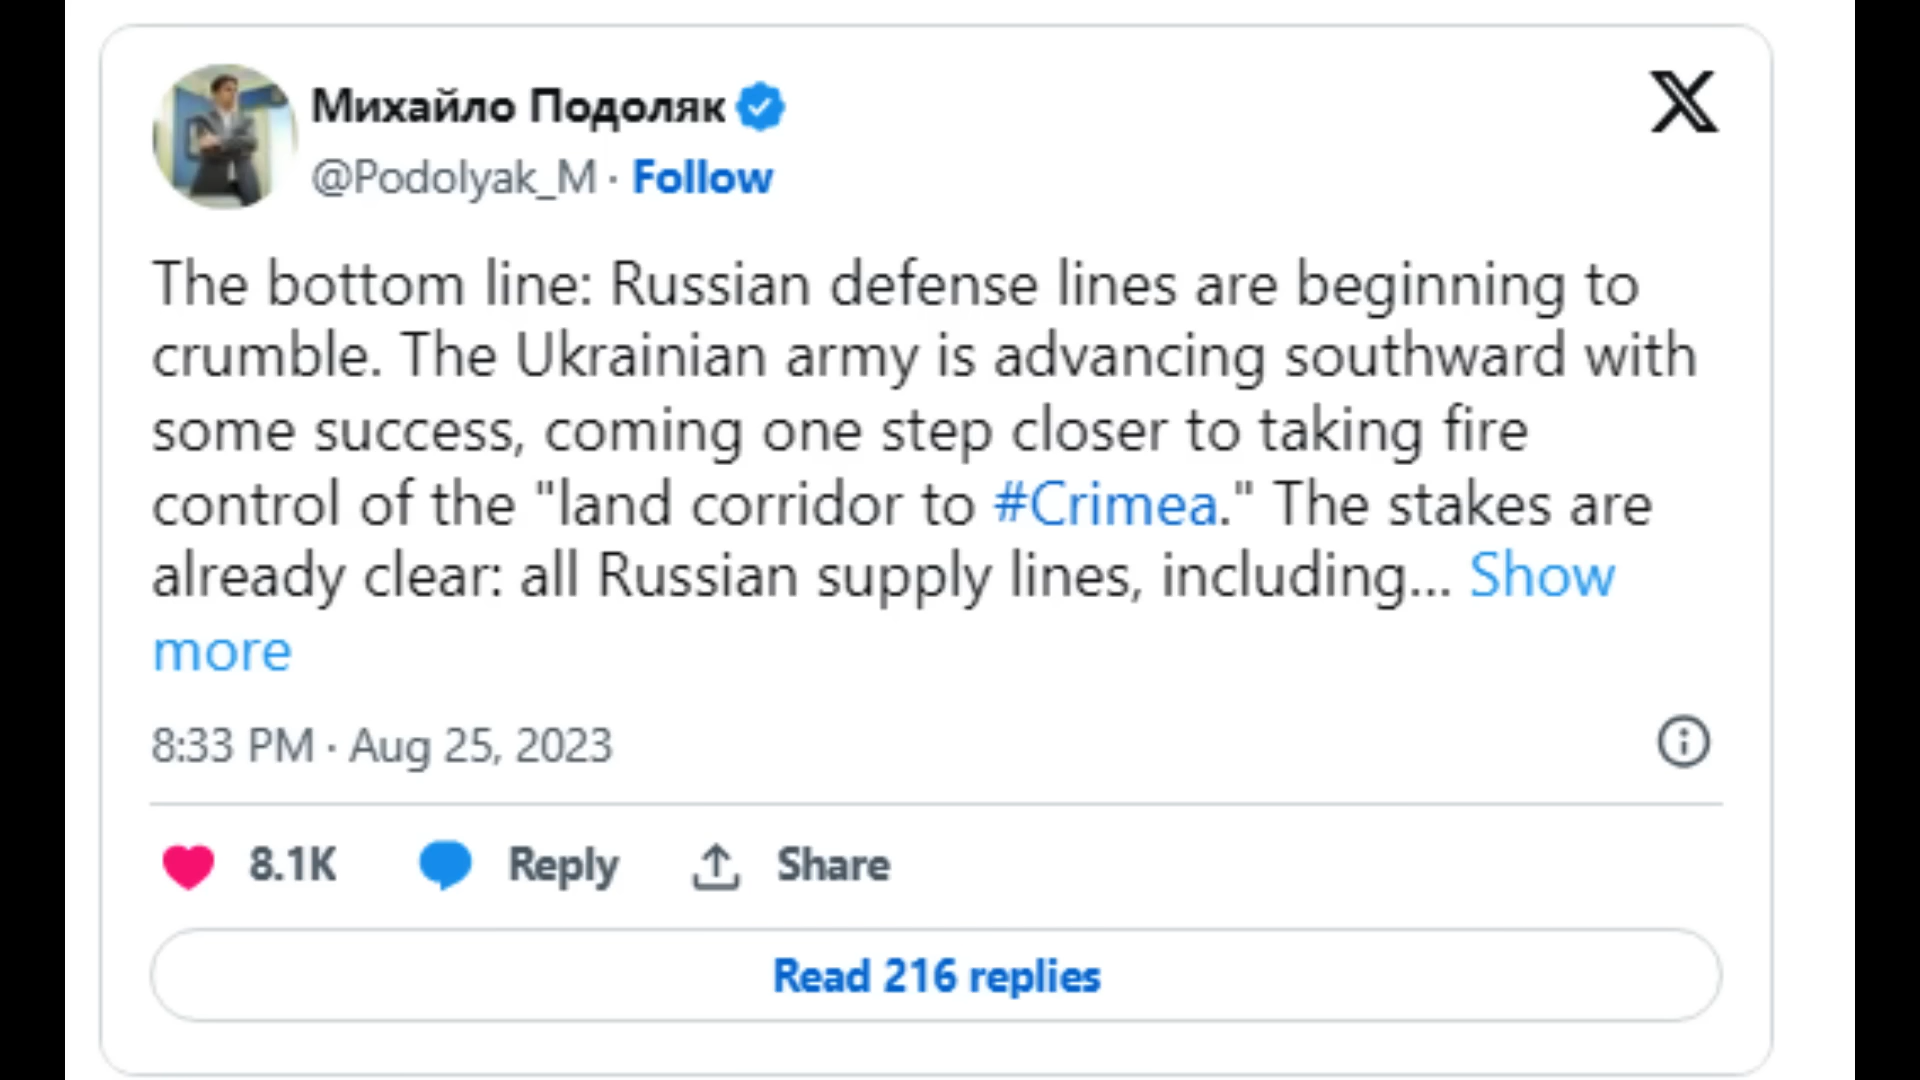 Михайло Подоляк
@Podolyak_M · Follow
The bottom line: Russian defense lines are beginning to
crumble. The Ukrainian army is advancing southward with
some success, coming one step closer to taking fire
control of the "land corridor to #Crimea." The stakes are
already clear: all Russian supply lines, including... Show
more
8:33 PM · Aug 25, 2023
8.1K Reply Share
Read 216 replies